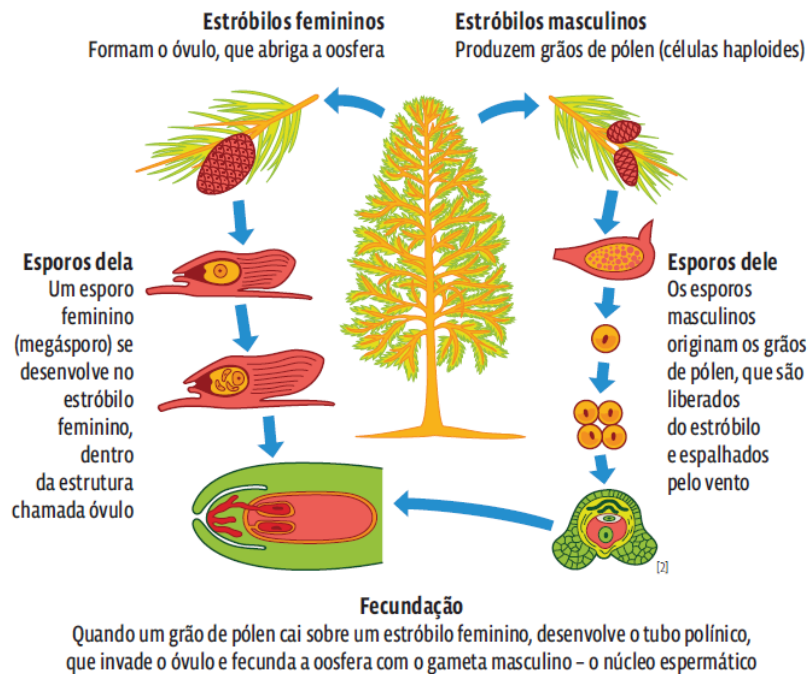 Estróbilos femininos
Formam o óvulo, que abriga a oosfera
Estróbilos masculinos
Produzem grãos de pólen (células haploides)
Esporos dela
Um esporo
feminino
(megásporo) se
desenvolve no
estróbilo
feminino,
dentro
da estrutura
chamada óvulo
Esporos dele
Os esporos
masculinos
originam os grãos
de pólen, que são
liberados
do estróbilo
e espalhados
pelo vento
[2]
Fecundação
Quando um grão de pólen cai sobre um estróbilo feminino, desenvolve o tubo polínico,
que invade o óvulo e fecunda a oosfera com o gameta masculino – o núcleo espermático